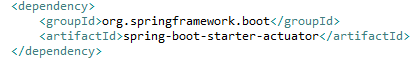 <dependency>
<groupId>org.springframework.boot</groupId>
<artifactId>spring-boot-starter-actuator</artifactId>
</dependency>